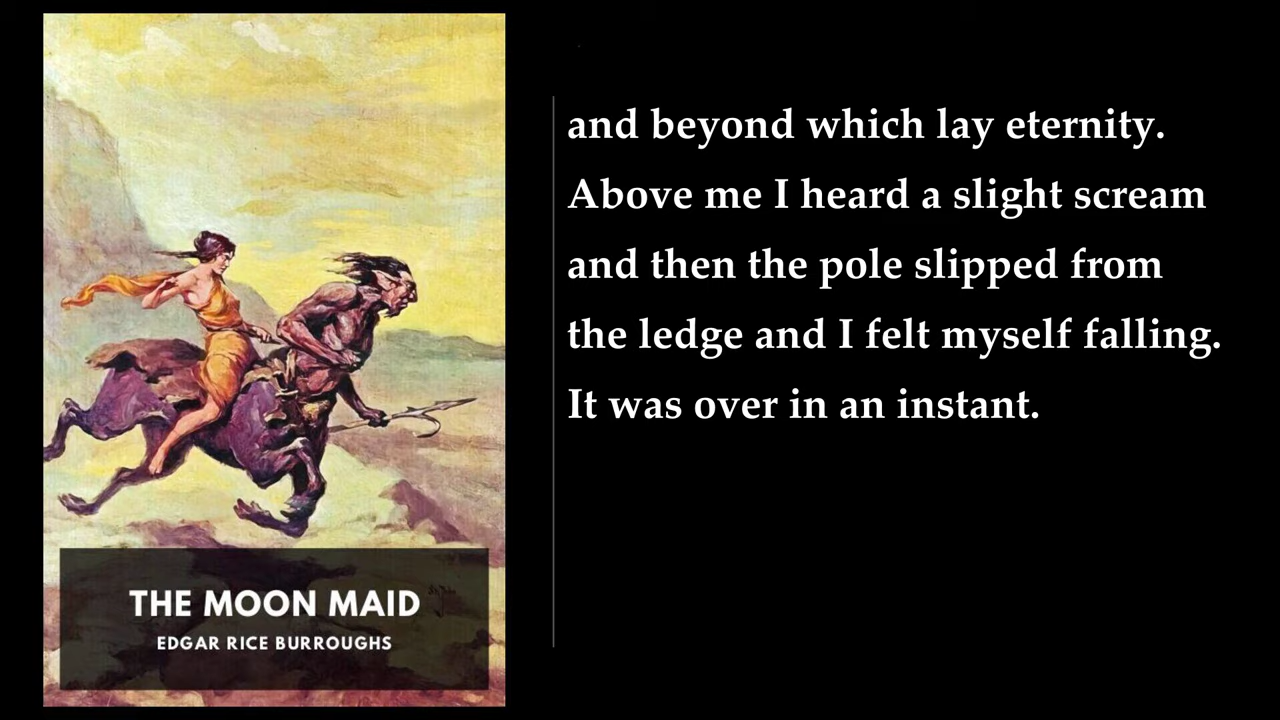 THE MOON MAID
EDGAR RICE BURROUGHS
and beyond which lay eternity.
Above me I heard a slight scream
and then the pole slipped from
the ledge and I felt myself falling.
It was over in an instant.